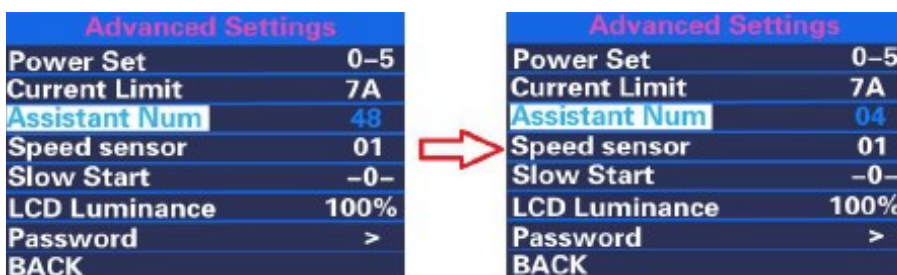 Advanced Settings
Power Set 0–5
Current Limit 7A
Assistant Num 48
Speed sensor 01
Slow Start –0–
LCD Luminance 100%
Password >
BACK
Advanced Settings
Power Set 0–5
Current Limit 7A
Assistant Num 04
Speed sensor 01
Slow Start –0–
LCD Luminance 100%
Password >
BACK